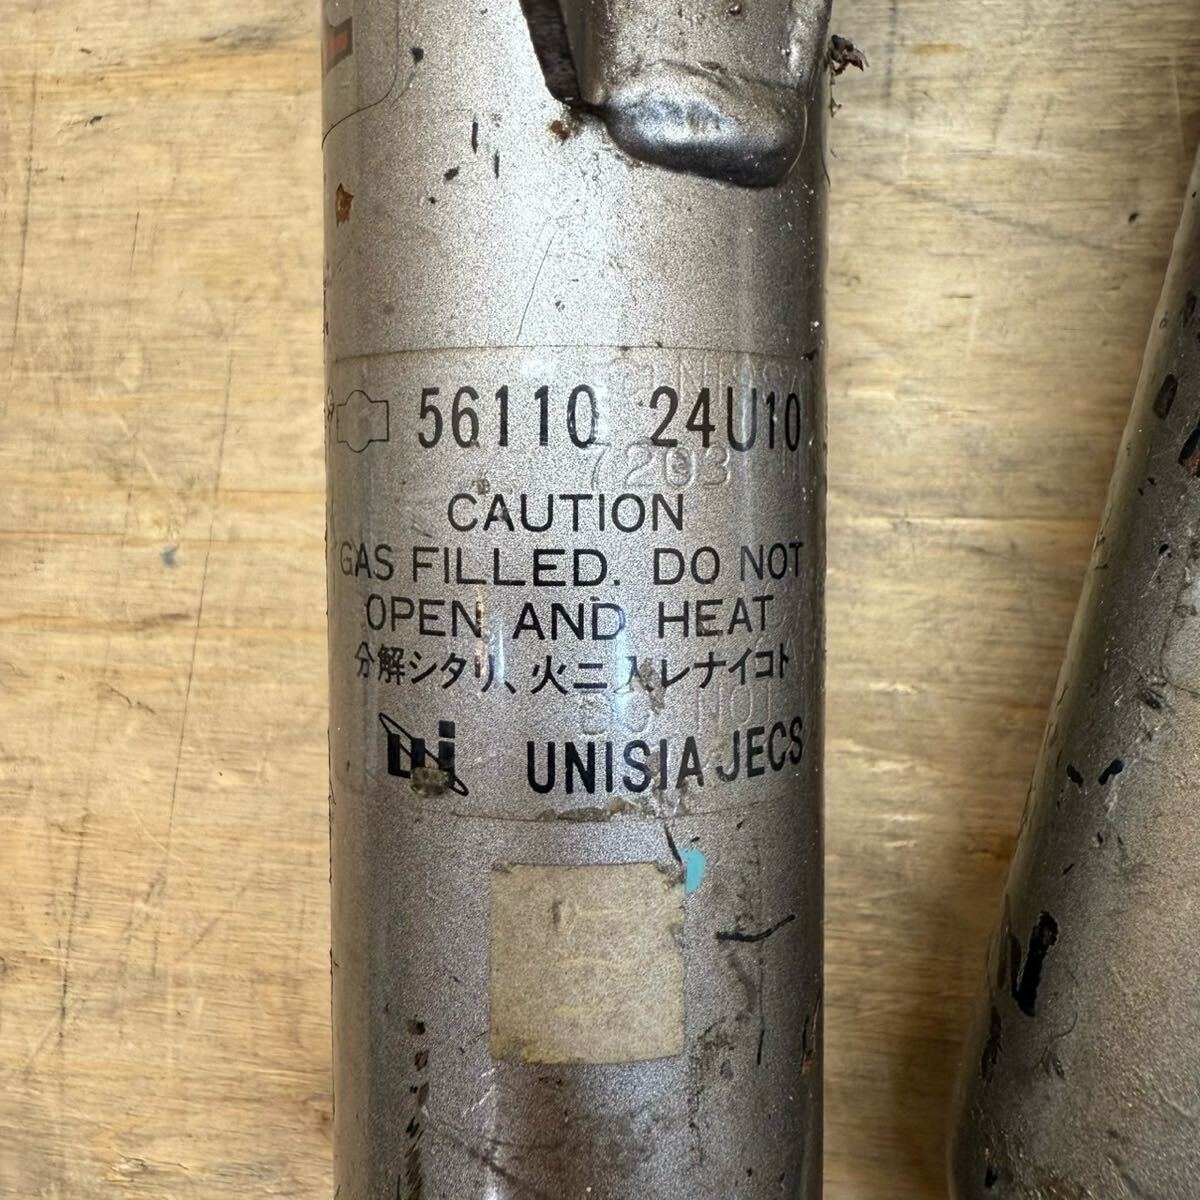 56110 24U10
7203
CAUTION
GAS FILLED. DO NOT
OPEN AND HEAT
分解シタリ、火ニ入レナイコト
UNISIA JECS